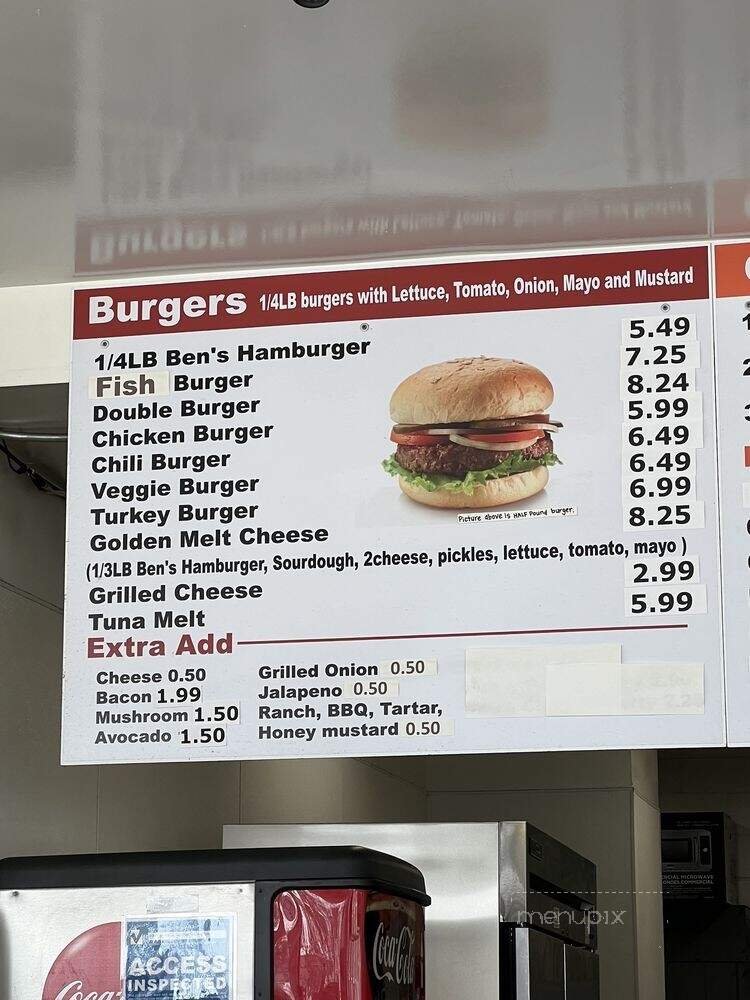 Burgers 1/4LB burgers with Lettuce, Tomato, Onion, Mayo and Mustard
1/4LB Ben's Hamburger 5.49
Fish Burger 7.25
Double Burger 8.24
Chicken Burger 5.99
Chili Burger 6.49
Veggie Burger 6.49
Turkey Burger 6.99
Golden Melt Cheese 8.25
Picture above is HALF Pound burger.
(1/3LB Ben's Hamburger, Sourdough, 2cheese, pickles, lettuce, tomato, mayo )
Grilled Cheese 2.99
Tuna Melt 5.99
Extra Add
Cheese 0.50 Grilled Onion 0.50
Bacon 1.99 Jalapeno 0.50
Mushroom 1.50 Ranch, BBQ, Tartar,
Avocado 1.50 Honey mustard 0.50
menupix
Coca-Cola
ACCESS
INSPECTED
Coca-